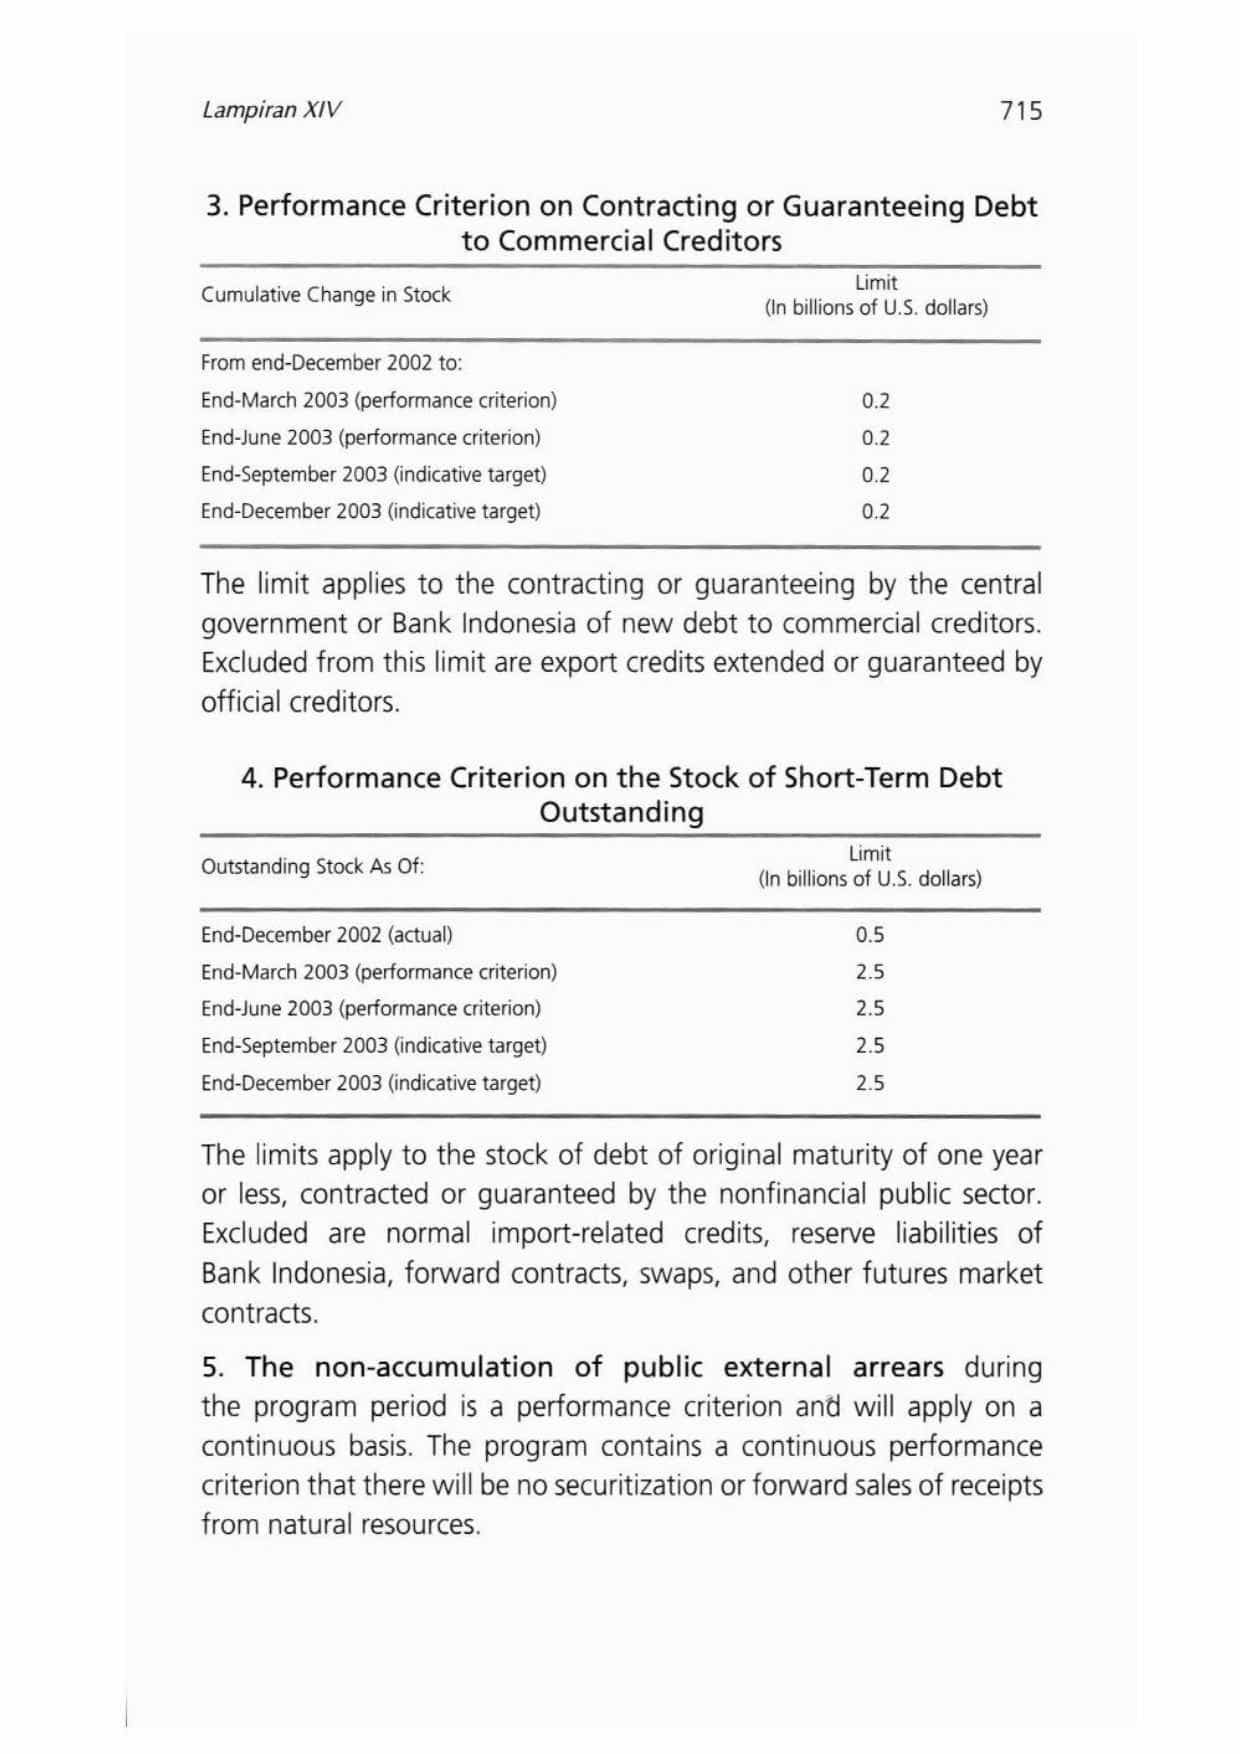 Lampiran XIV 715
3. Performance Criterion on Contracting or Guaranteeing Debt
to Commercial Creditors
Cumulative Change in Stock
Limit
(In billions of U.S. dollars)
From end-December 2002 to:
End-March 2003 (performance criterion) 0.2
End-June 2003 (performance criterion) 0.2
End-September 2003 (indicative target) 0.2
End-December 2003 (indicative target) 0.2
The limit applies to the contracting or guaranteeing by the central
government or Bank Indonesia of new debt to commercial creditors.
Excluded from this limit are export credits extended or guaranteed by
official creditors.
4. Performance Criterion on the Stock of Short-Term Debt
Outstanding
Outstanding Stock As Of:
Limit
(In billions of U.S. dollars)
End-December 2002 (actual) 0.5
End-March 2003 (performance criterion) 2.5
End-June 2003 (performance criterion) 2.5
End-September 2003 (indicative target) 2.5
End-December 2003 (indicative target) 2.5
The limits apply to the stock of debt of original maturity of one year
or less, contracted or guaranteed by the nonfinancial public sector.
Excluded are normal import-related credits, reserve liabilities of
Bank Indonesia, forward contracts, swaps, and other futures market
contracts.
5. The non-accumulation of public external arrears during
the program period is a performance criterion and will apply on a
continuous basis. The program contains a continuous performance
criterion that there will be no securitization or forward sales of receipts
from natural resources.